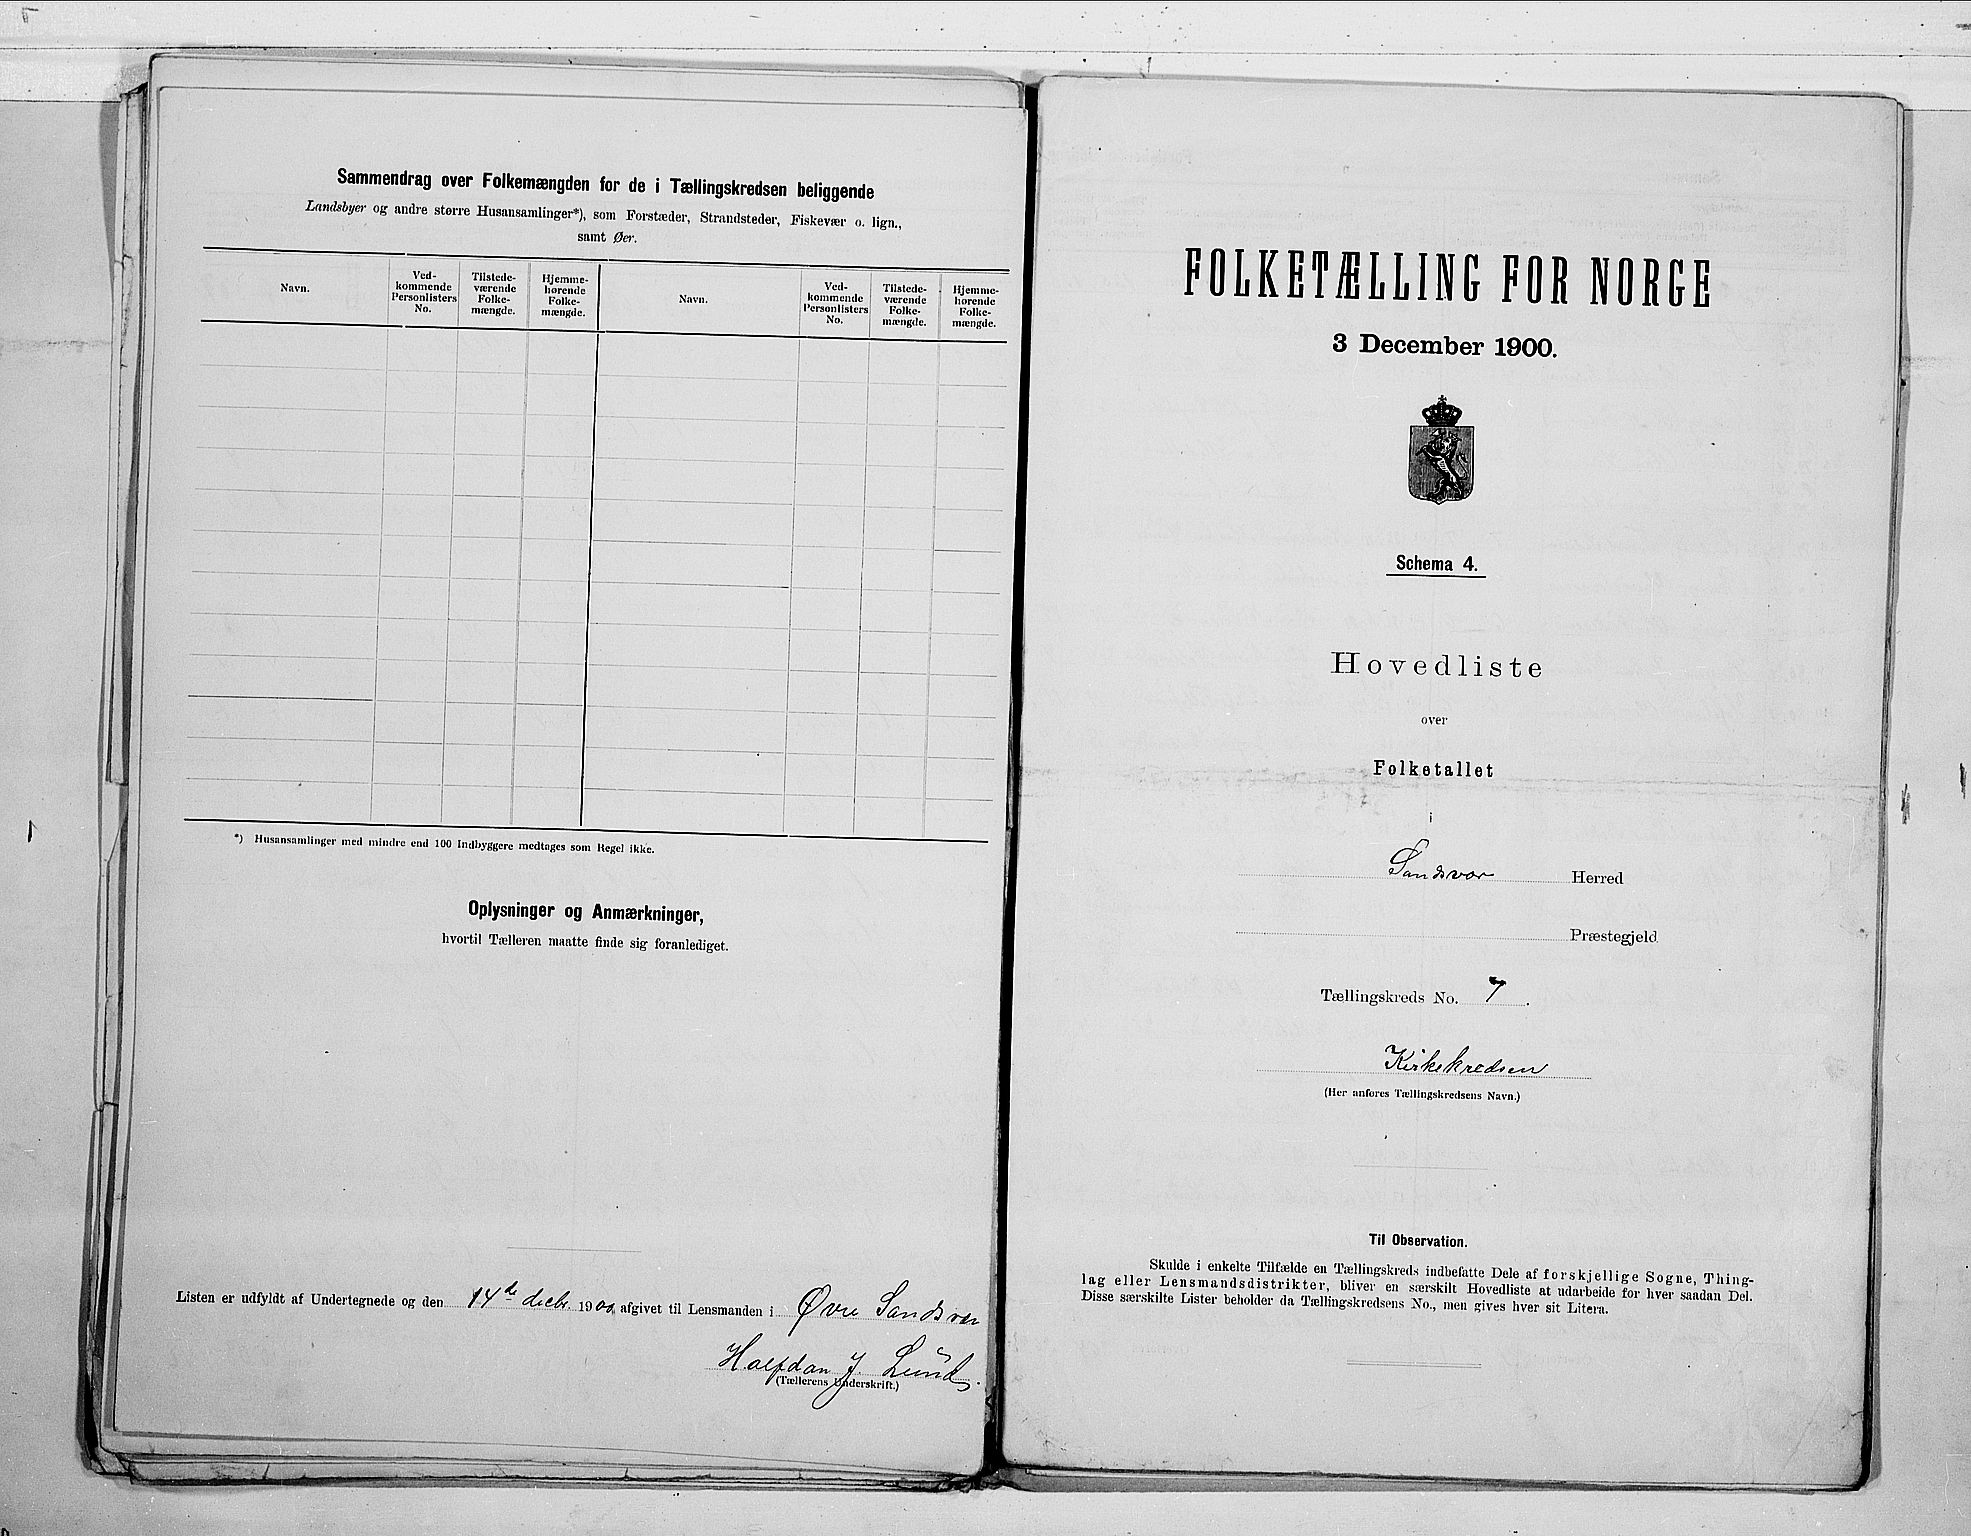 Sammendrag over Folkemængden for de i Tællingskredsen beliggende
Landsbyer og andre større Husansamlinger*), som Forstæder, Strandsteder, Fiskevær o. lign.,
samt Øer.
Navn.
Ved-
kommende
Personlisters
No.
Tilstede-
værende
Folke-
mængde.
Hjemme-
hørende
Folke-
mængde.
Navn.
Ved-
kommende
Personlisters
No.
Tilstede-
værende
Folke-
mængde.
Hjemme-
hørende
Folke-
mængde.
*) Husansamlinger med mindre end 100 Indbyggere medtages som Regel ikke.
Oplysninger og Anmærkninger,
hvortil Tælleren maatte finde sig foranlediget.
Listen er udfyldt af Undertegnede og den 14de decbr 1900 afgivet til Lensmanden i Øvre Sandsvær
Halfdan J. Lund.
(Tællerens Underskrift.)
FOLKETÆLLING FOR NORGE
3 December 1900.
Schema 4.
Hovedliste
over
Folketallet
i
Sandsvær Herred
Præstegjeld
Tællingskreds No. 7.
Kirkekredsen
(Her anføres Tællingskredsens Navn.)
Til Observation.
Skulde i enkelte Tilfælde en Tællingskreds indbefatte Dele af forskjellige Sogne, Thing-
lag eller Lensmandsdistrikter, bliver en særskilt Hovedliste at udarbeide for hver saadan Del.
Disse særskilte Lister beholder da Tællingskredsens No., men gives hver sit Litera.